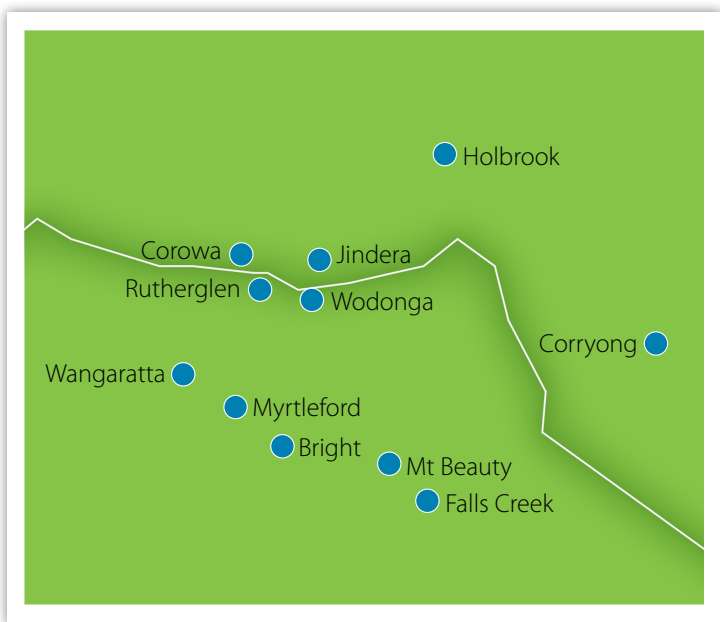 Holbrook
Corowa
Jindera
Rutherglen
Wodonga
Corryong
Wangaratta
Myrtleford
Bright
Mt Beauty
Falls Creek